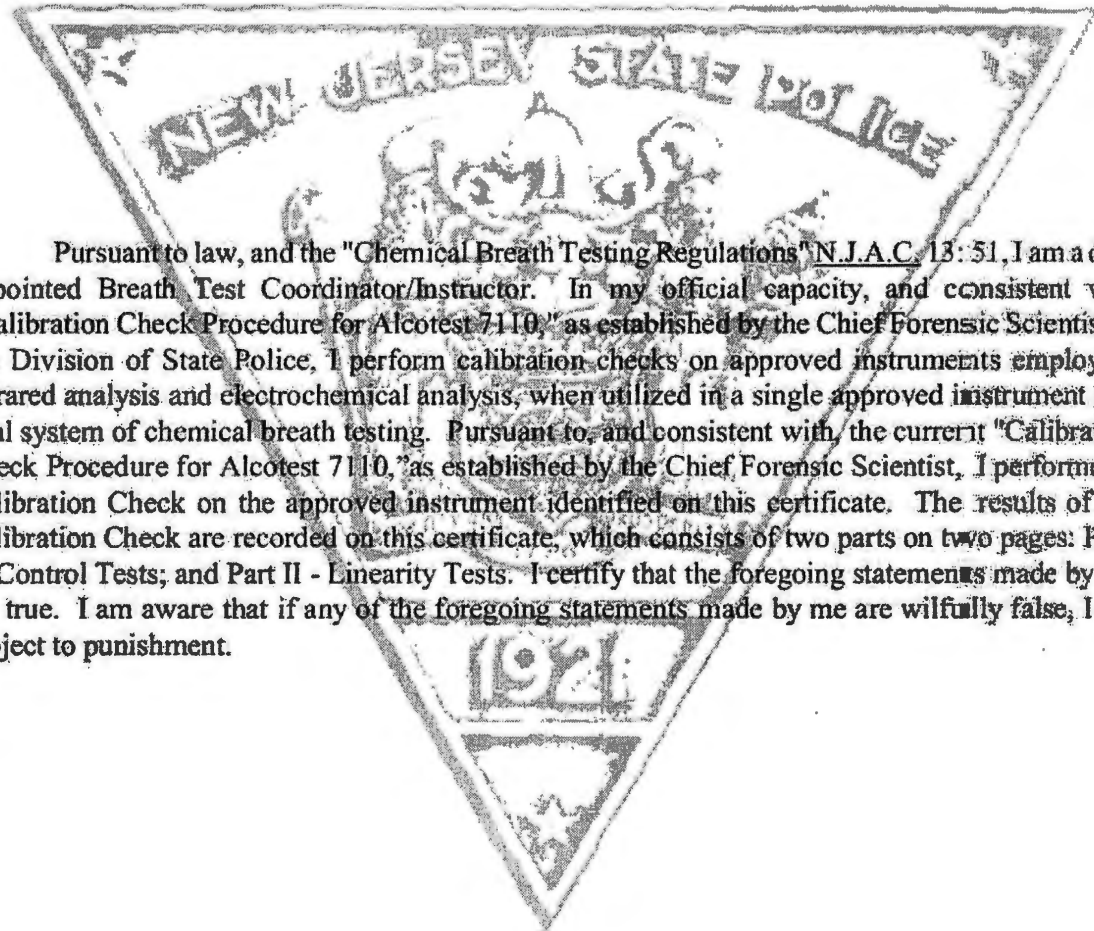 NEW JERSEY STATE POLICE
Pursuant to law, and the "Chemical Breath Testing Regulations" N.J.A.C. 13: 51, I am a
pointed Breath Test Coordinator/Instructor. In my official capacity, and consistent
alibration Check Procedure for Alcotest 7110," as established by the Chief Forensic Scientis
Division of State Police, I perform calibration checks on approved instruments employ
rared analysis and electrochemical analysis, when utilized in a single approved instrument
al system of chemical breath testing. Pursuant to, and consistent with, the current "Calibra
eck Procedure for Alcotest 7110," as established by the Chief Forensic Scientist, I performe
libration Check on the approved instrument identified on this certificate. The results of
libration Check are recorded on this certificate, which consists of two parts on two pages:
Control Tests; and Part II - Linearity Tests. I certify that the foregoing statements made by
true. I am aware that if any of the foregoing statements made by me are wilfully false, I
ject to punishment.
1921